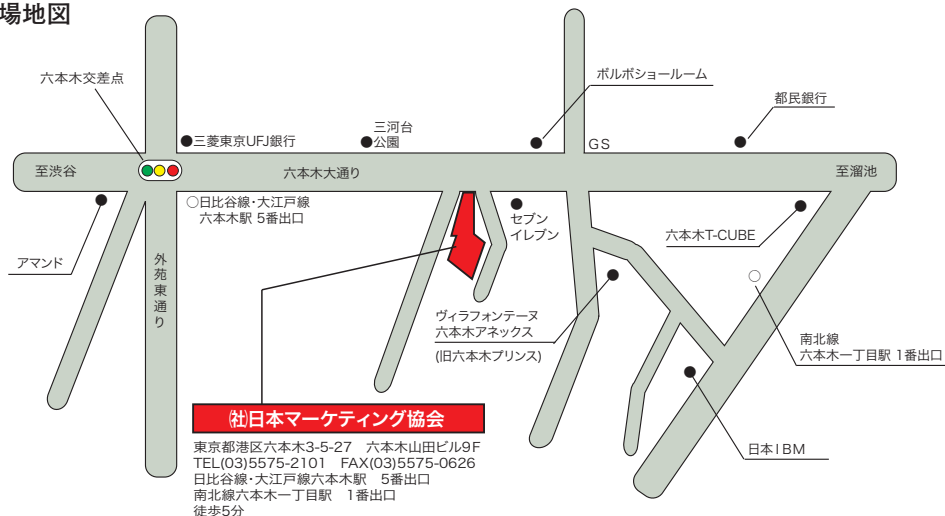 場地図
六本木交差点
ボルボショールーム
都民銀行
三菱東京UFJ銀行
三河台
公園
GS
至渋谷
六本木大通り
至溜池
○日比谷線・大江戸線
六本木駅 5番出口
セブン
イレブン
六本木T-CUBE
アマンド
外苑東通り
ヴィラフォンテーヌ
六本木アネックス
(旧六本木プリンス)
南北線
六本木一丁目駅 1番出口
日本IBM
㈳日本マーケティング協会
東京都港区六本木3-5-27 六本木山田ビル9F
TEL(03)5575-2101 FAX(03)5575-0626
日比谷線・大江戸線六本木駅 5番出口
南北線六本木一丁目駅 1番出口
徒歩5分